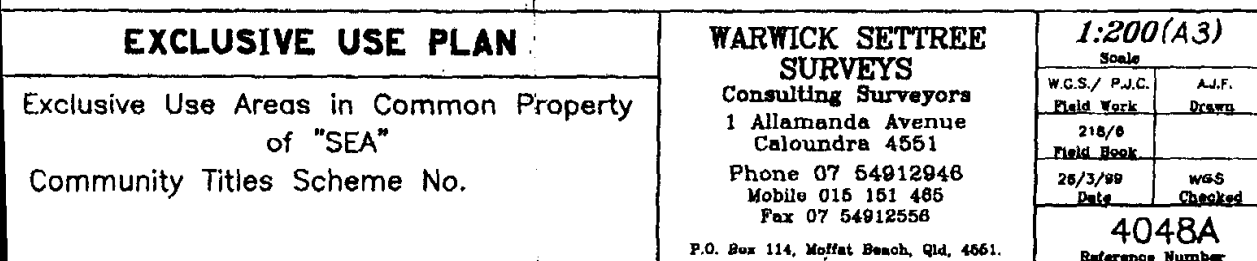 EXCLUSIVE USE PLAN
Exclusive Use Areas in Common Property
of "SEA"
Community Titles Scheme No.
WARWICK SETTREE
SURVEYS
Consulting Surveyors
1 Allamanda Avenue
Caloundra 4551
Phone 07 54912946
Mobile 015 151 465
Fax 07 54912556
P.O. Box 114, Moffat Beach, Qld, 4551.
1:200(A3)
Scale
W.G.S./ P.J.C. A.J.F.
Field Work Drawn
218/6
Field Book
26/3/99 WGS
Date Checked
4048A
Reference Number